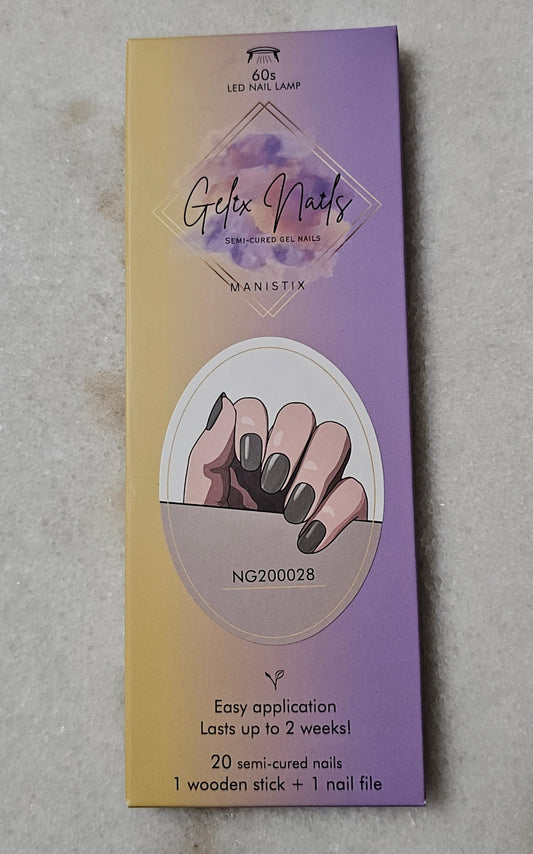 60s
LED NAIL LAMP
Gelix Nails
SEMI-CURED GEL NAILS
MANISTIX
NG200028
Easy application
Lasts up to 2 weeks!
20 semi-cured nails
1 wooden stick + 1 nail file